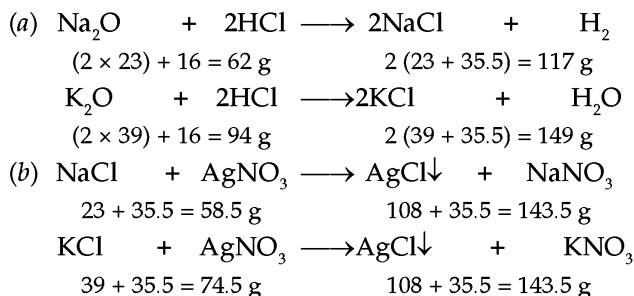 (a) Na₂O + 2HCl ⟶ 2NaCl + H₂
(2 × 23) + 16 = 62 g 2 (23 + 35.5) = 117 g
K₂O + 2HCl ⟶2KCl + H₂O
(2 × 39) + 16 = 94 g 2 (39 + 35.5) = 149 g
(b) NaCl + AgNO₃ ⟶ AgCl↓ + NaNO₃
23 + 35.5 = 58.5 g 108 + 35.5 = 143.5 g
KCl + AgNO₃ ⟶AgCl↓ + KNO₃
39 + 35.5 = 74.5 g 108 + 35.5 = 143.5 g